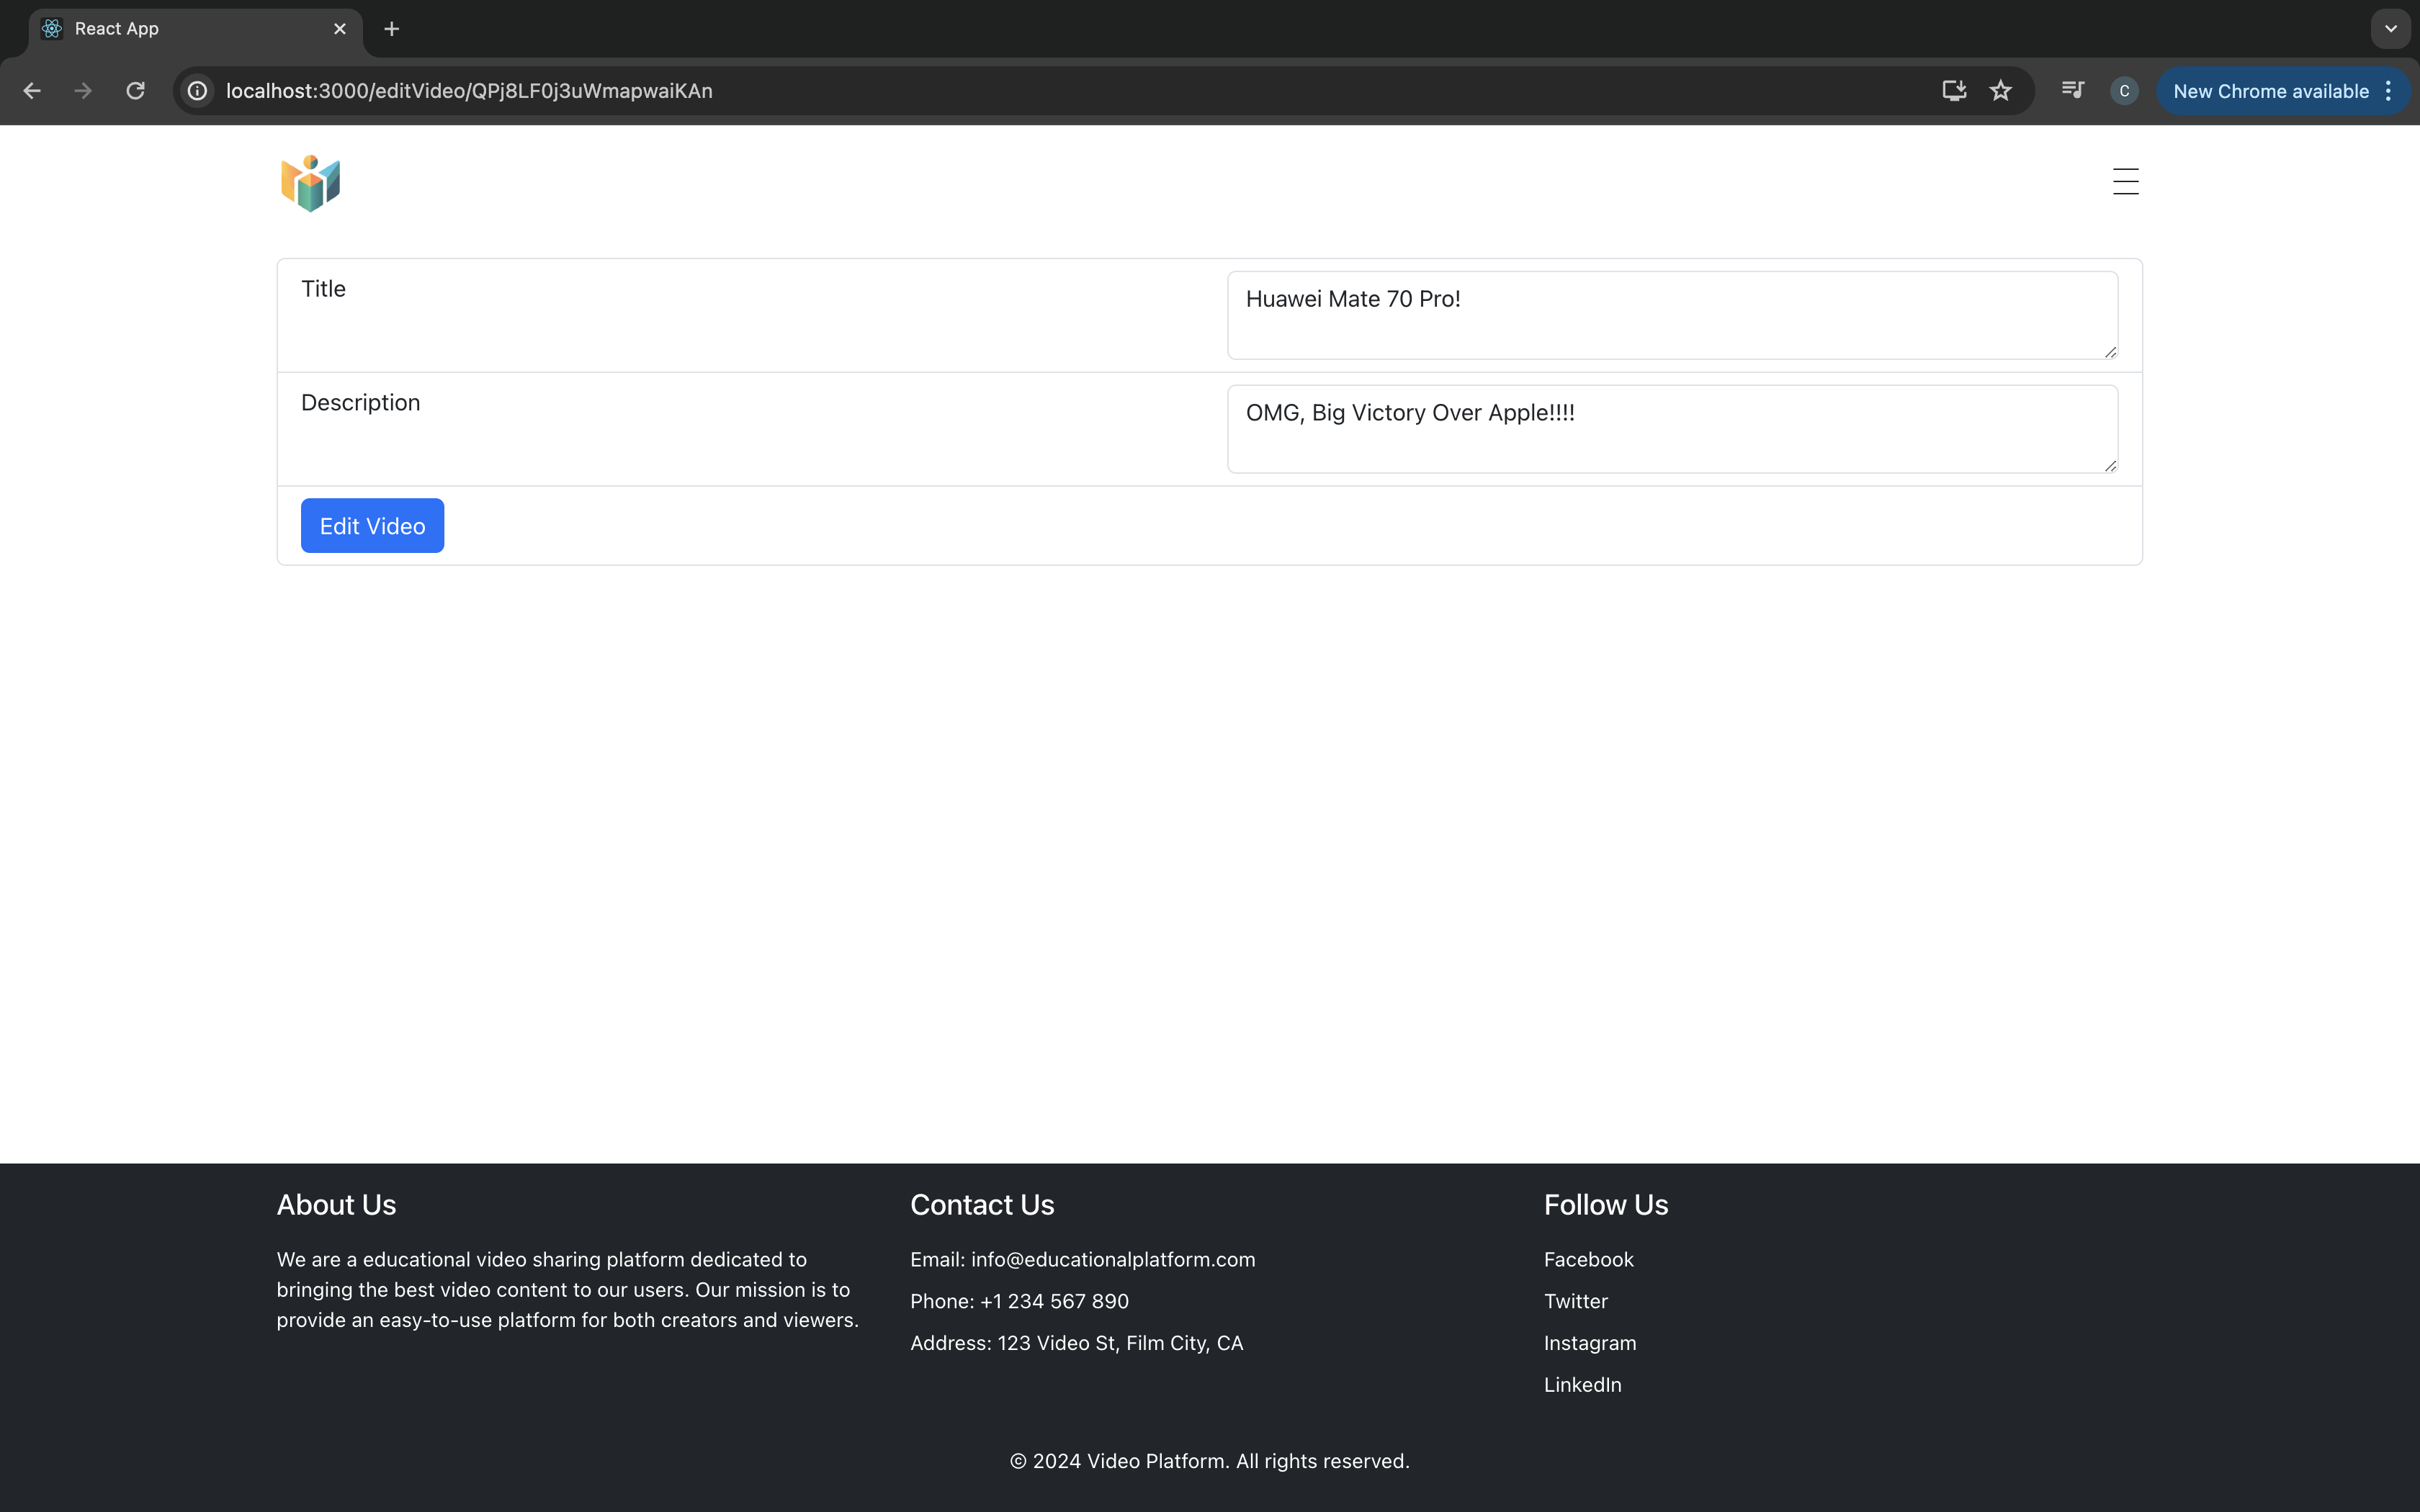 React App
localhost:3000/editVideo/QPj8LF0j3uWmapwaiKAn
C
New Chrome available
Title
Huawei Mate 70 Pro!
Description
OMG, Big Victory Over Apple!!!!
Edit Video
About Us
We are a educational video sharing platform dedicated to
bringing the best video content to our users. Our mission is to
provide an easy-to-use platform for both creators and viewers.
Contact Us
Email: info@educationalplatform.com
Phone: +1 234 567 890
Address: 123 Video St, Film City, CA
Follow Us
Facebook
Twitter
Instagram
LinkedIn
© 2024 Video Platform. All rights reserved.